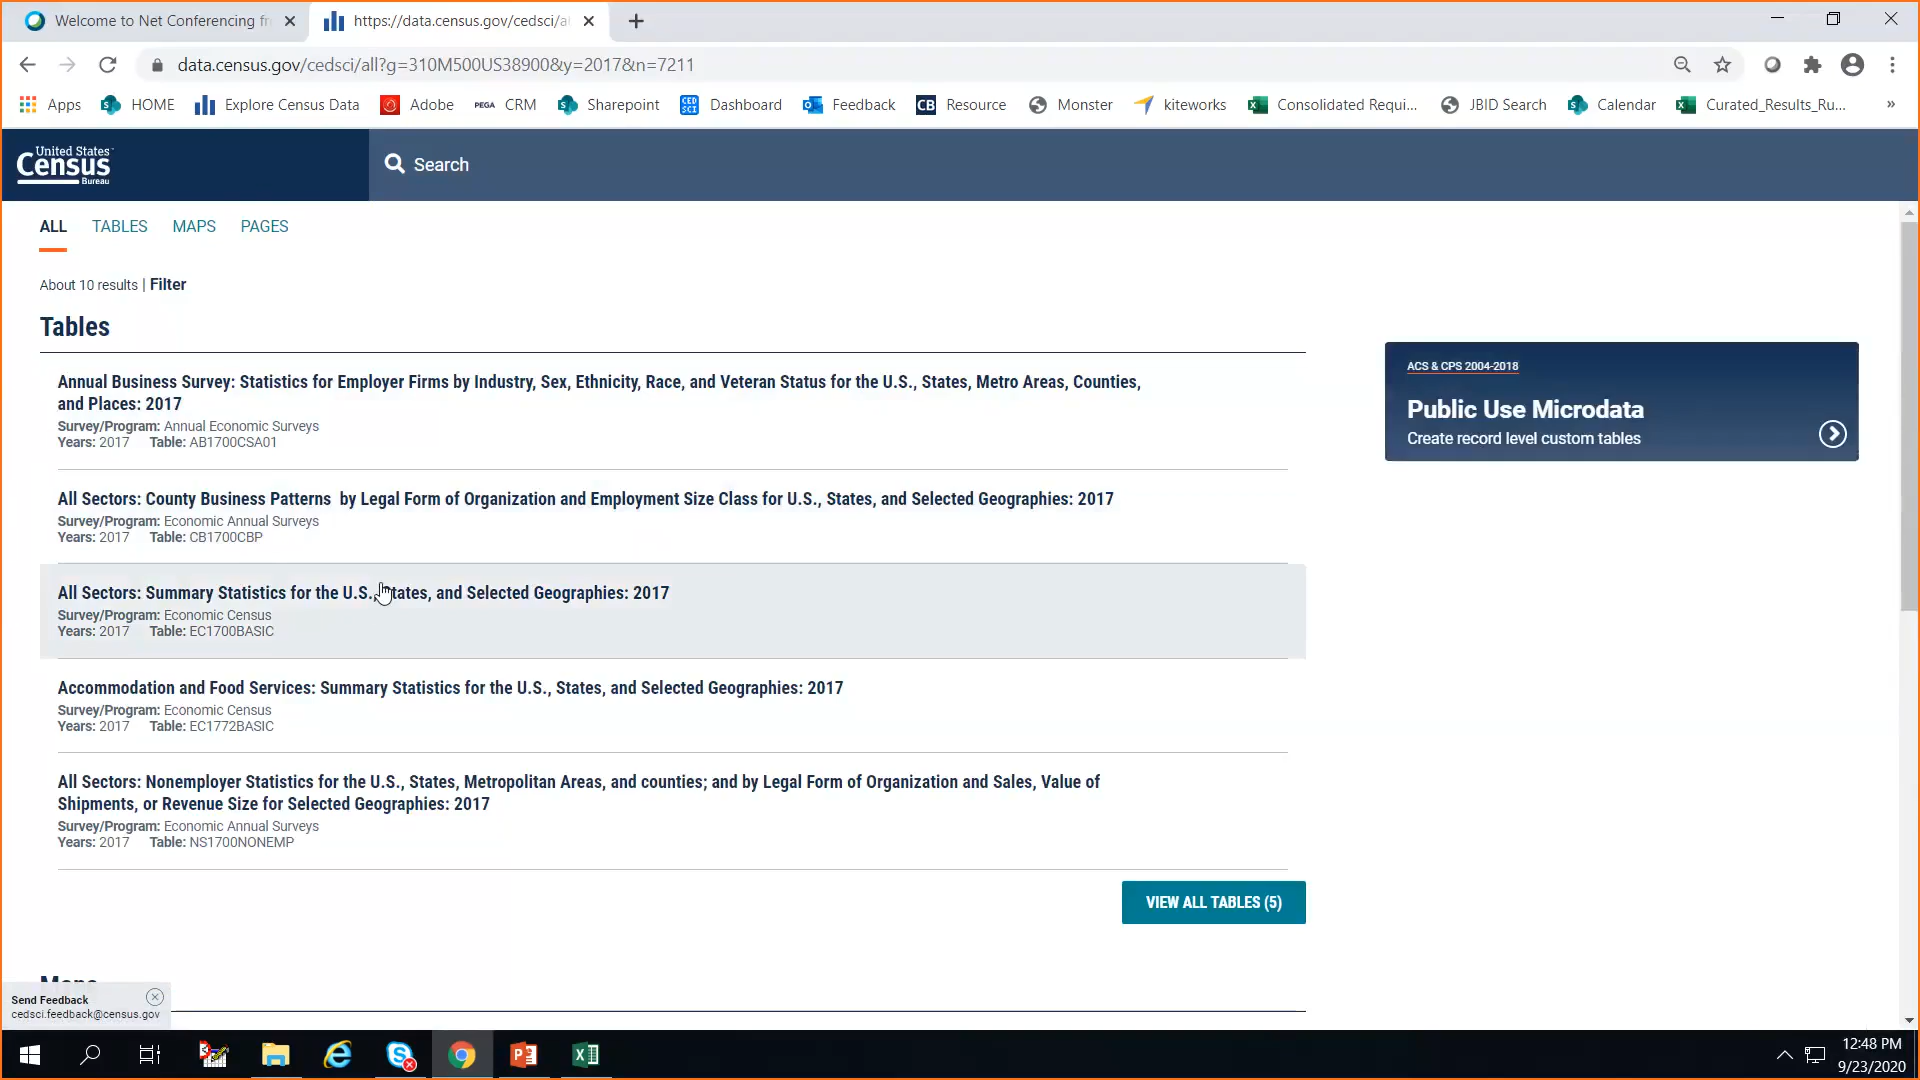 Welcome to Net Conferencing fr
https://data.census.gov/cedsci/al
data.census.gov/cedsci/all?g=310M500US38900&y=2017&n=7211
Apps HOME Explore Census Data Adobe PEGA CRM Sharepoint CED SCI Dashboard Feedback CB Resource Monster kiteworks Consolidated Requi... JBID Search Calendar Curated_Results_Ru... »
United States
Census
Bureau
Search
ALL TABLES MAPS PAGES
About 10 results | Filter
Tables
Annual Business Survey: Statistics for Employer Firms by Industry, Sex, Ethnicity, Race, and Veteran Status for the U.S., States, Metro Areas, Counties,
and Places: 2017
Survey/Program: Annual Economic Surveys
Years: 2017 Table: AB1700CSA01
All Sectors: County Business Patterns by Legal Form of Organization and Employment Size Class for U.S., States, and Selected Geographies: 2017
Survey/Program: Economic Annual Surveys
Years: 2017 Table: CB1700CBP
All Sectors: Summary Statistics for the U.S., States, and Selected Geographies: 2017
Survey/Program: Economic Census
Years: 2017 Table: EC1700BASIC
Accommodation and Food Services: Summary Statistics for the U.S., States, and Selected Geographies: 2017
Survey/Program: Economic Census
Years: 2017 Table: EC1772BASIC
All Sectors: Nonemployer Statistics for the U.S., States, Metropolitan Areas, and counties; and by Legal Form of Organization and Sales, Value of
Shipments, or Revenue Size for Selected Geographies: 2017
Survey/Program: Economic Annual Surveys
Years: 2017 Table: NS1700NONEMP
VIEW ALL TABLES (5)
ACS & CPS 2004-2018
Public Use Microdata
Create record level custom tables
Maps
Send Feedback
cedsci.feedback@census.gov
12:48 PM
9/23/2020